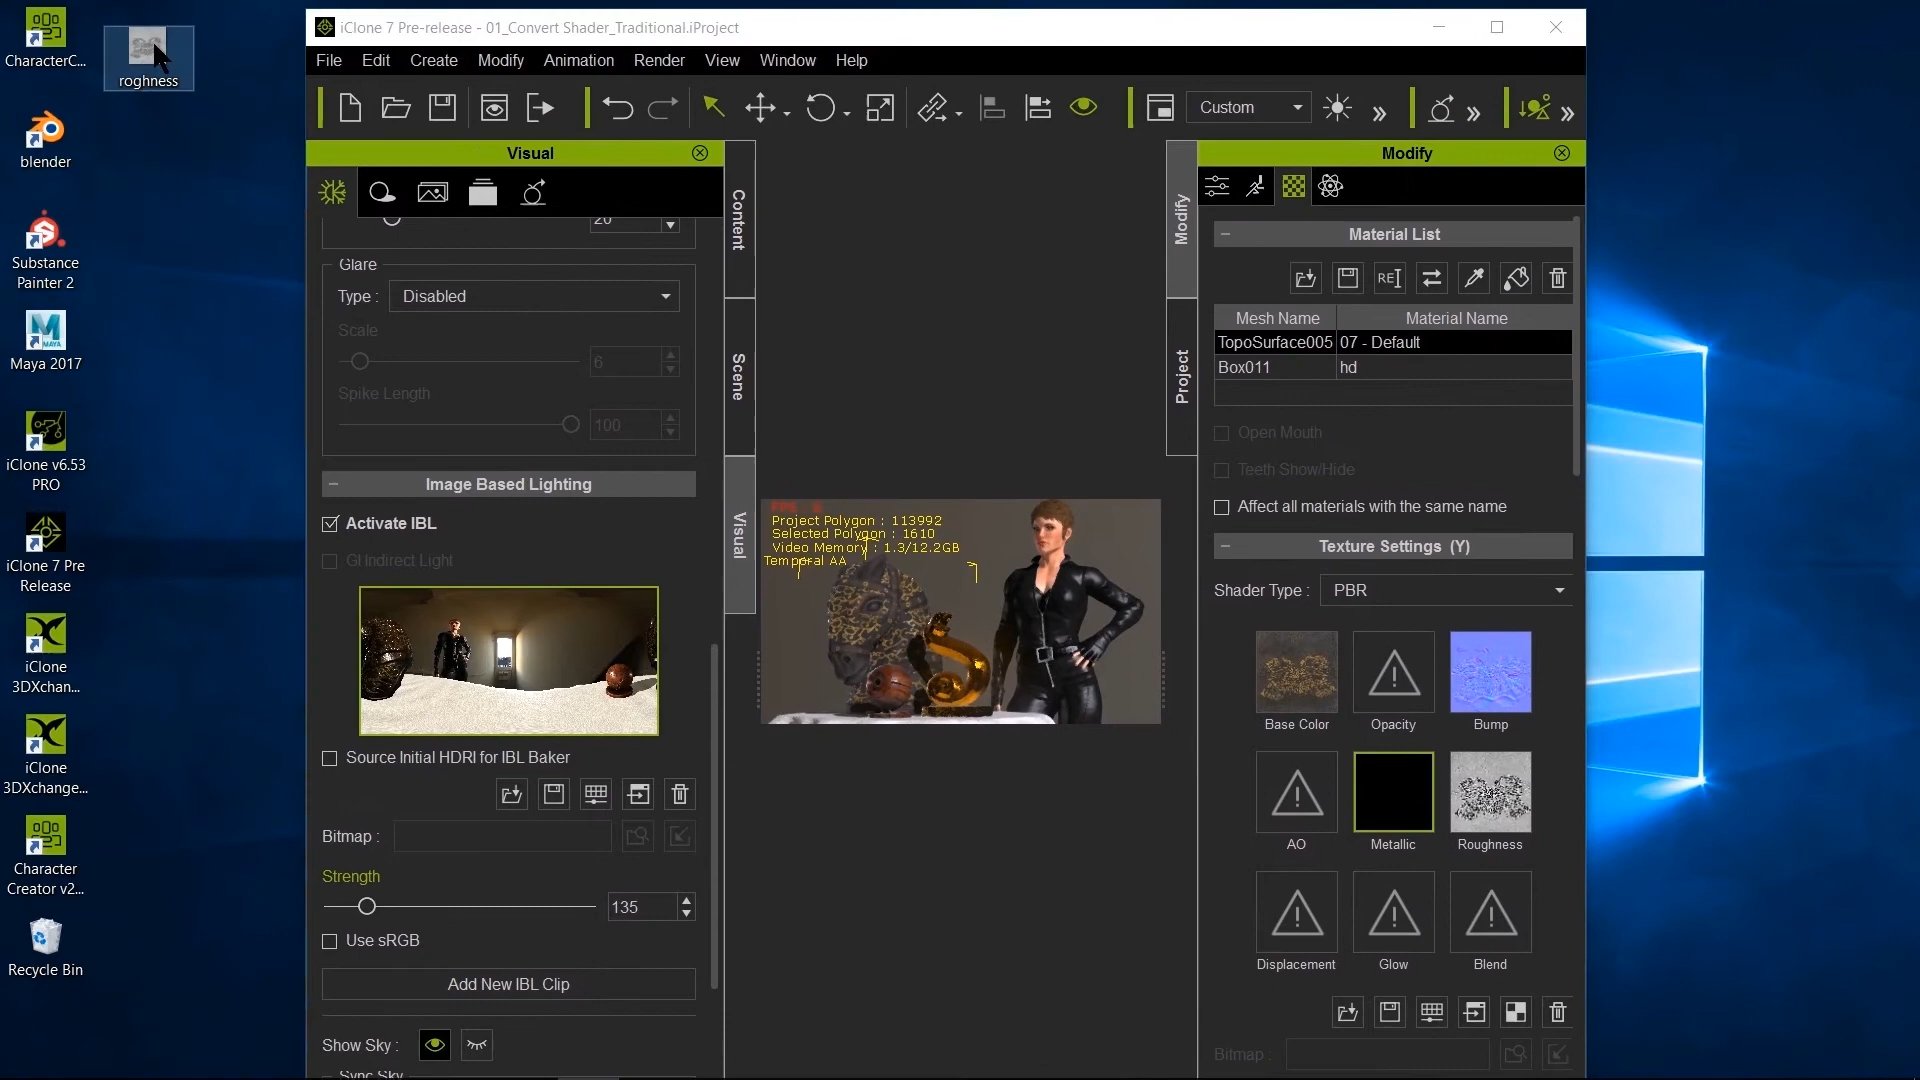 CharacterC...
roghness
blender
Substance
Painter 2
Maya 2017
iClone v6.53
PRO
iClone 7 Pre
Release
iClone
3DXchan...
iClone
3DXchange...
Character
Creator v2...
Recycle Bin
iClone 7 Pre-release - 01_Convert Shader_Traditional.iProject
File Edit Create Modify Animation Render View Window Help
Custom
Visual
20
Glare
Type : Disabled
Scale
6
Spike Length
100
Image Based Lighting
Activate IBL
GI Indirect Light
Source Initial HDRI for IBL Baker
Bitmap :
Strength
135
Use sRGB
Add New IBL Clip
Show Sky :
Sync Sky
Content
Scene
Visual
Project Polygon : 113992
Selected Polygon : 1610
Video Memory : 1.3/12.2GB
Temporal AA
Modify
Project
Modify
Material List
Mesh Name Material Name
TopoSurface005 07 - Default
Box011 hd
Open Mouth
Teeth Show/Hide
Affect all materials with the same name
Texture Settings (Y)
Shader Type : PBR
Base Color Opacity Bump
AO Metallic Roughness
Displacement Glow Blend
Bitmap :